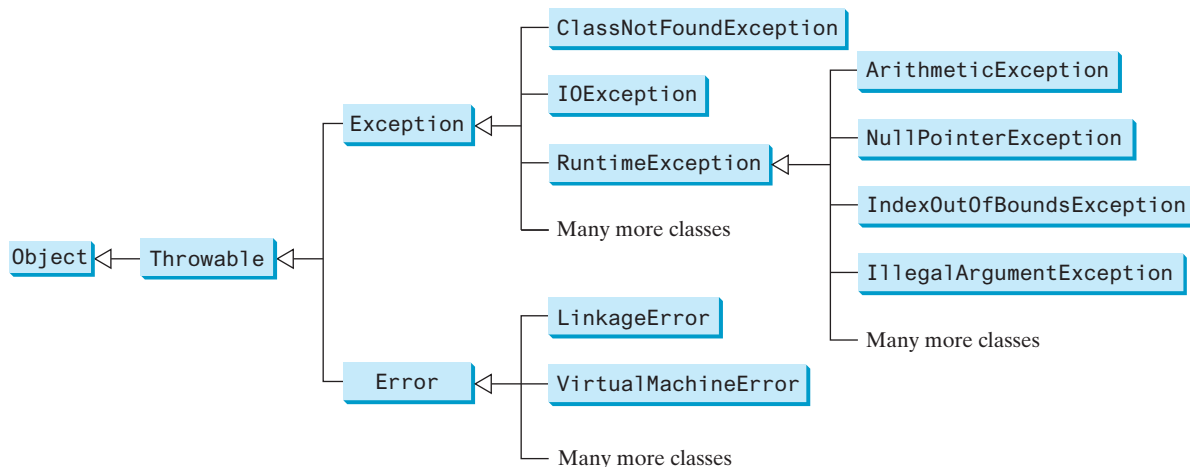 ClassNotFoundException
ArithmeticException
IOException
Exception
NullPointerException
RuntimeException
IndexOutOfBoundsException
Many more classes
Object
Throwable
IllegalArgumentException
LinkageError
Many more classes
Error
VirtualMachineError
Many more classes